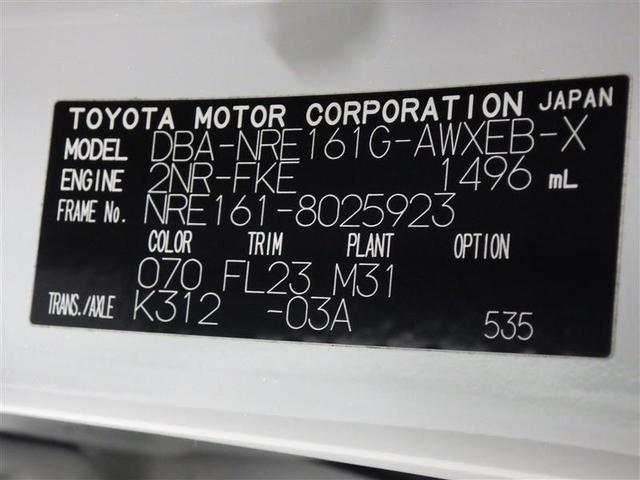 TOYOTA MOTOR CORPORATION JAPAN
MODEL DBA-NRE161G-AWXEB-X
ENGINE 2NR-FKE 1496 mL
FRAME No. NRE161-8025923
COLOR TRIM PLANT OPTION
070 FL23 M31
TRANS./AXLE K312 -03A 535